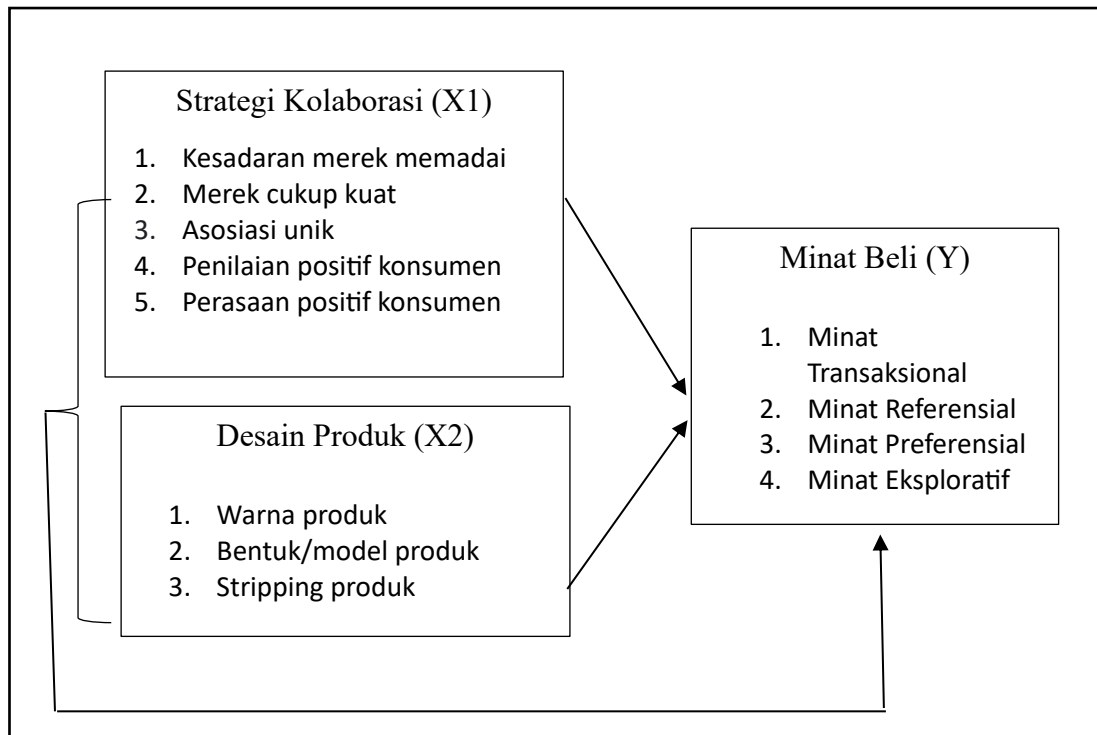 Strategi Kolaborasi (X1)
1. Kesadaran merek memadai
2. Merek cukup kuat
3. Asosiasi unik
4. Penilaian positif konsumen
5. Perasaan positif konsumen
Desain Produk (X2)
1. Warna produk
2. Bentuk/model produk
3. Stripping produk
Minat Beli (Y)
1. Minat
Transaksional
2. Minat Referensial
3. Minat Preferensial
4. Minat Eksploratif